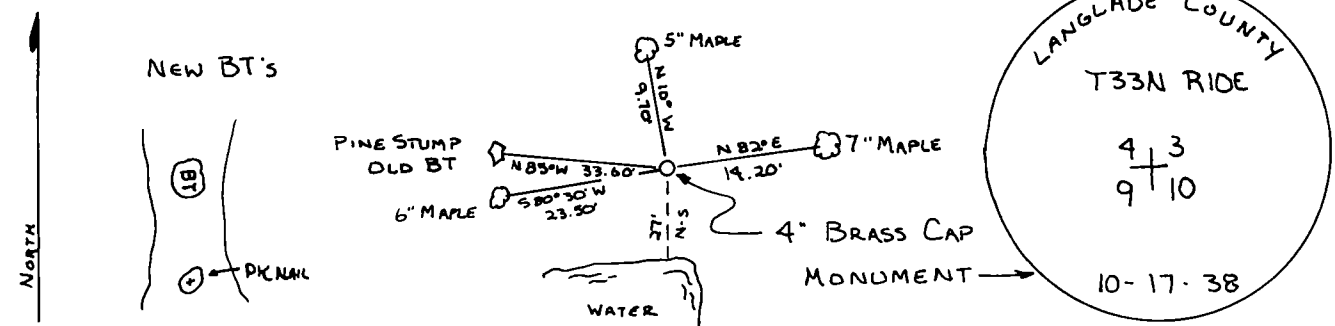 NORTH
NEW BT's
BT
PK NAIL
PINE STUMP
OLD BT
N 85° W 33.60'
6" MAPLE
S 80° 30' W
23.50'
5" MAPLE
N 10° W
9.70'
N 82° E
14.20'
7" MAPLE
N-S
WATER
4" BRASS CAP
MONUMENT
LANGLADE COUNTY
T33N R10E
4 3
9 10
10-17-38